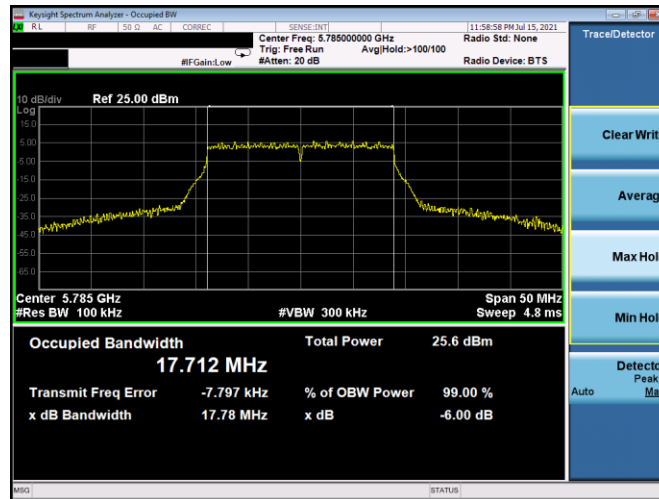 Keysight Spectrum Analyzer - Occupied BW
RL RF 50 Ω AC CORREC SENSE:INT 11:58:58 PM Jul 15, 2021
Center Freq: 5.785000000 GHz Radio Std: None
Trig: Free Run Avg|Hold:>100/100
#IFGain:Low #Atten: 20 dB Radio Device: BTS
Trace/Detector
10 dB/div Ref 25.00 dBm
Log
15.0
5.00
-5.00
-15.0
-25.0
-35.0
-45.0
-55.0
-65.0
Center 5.785 GHz Span 50 MHz
#Res BW 100 kHz #VBW 300 kHz Sweep 4.8 ms
Occupied Bandwidth Total Power 25.6 dBm
17.712 MHz
Transmit Freq Error -7.797 kHz % of OBW Power 99.00 %
x dB Bandwidth 17.78 MHz x dB -6.00 dB
Clear Writ
Averag
Max Hol
Min Hol
Detecto
Peak
Auto Ma
MSG STATUS